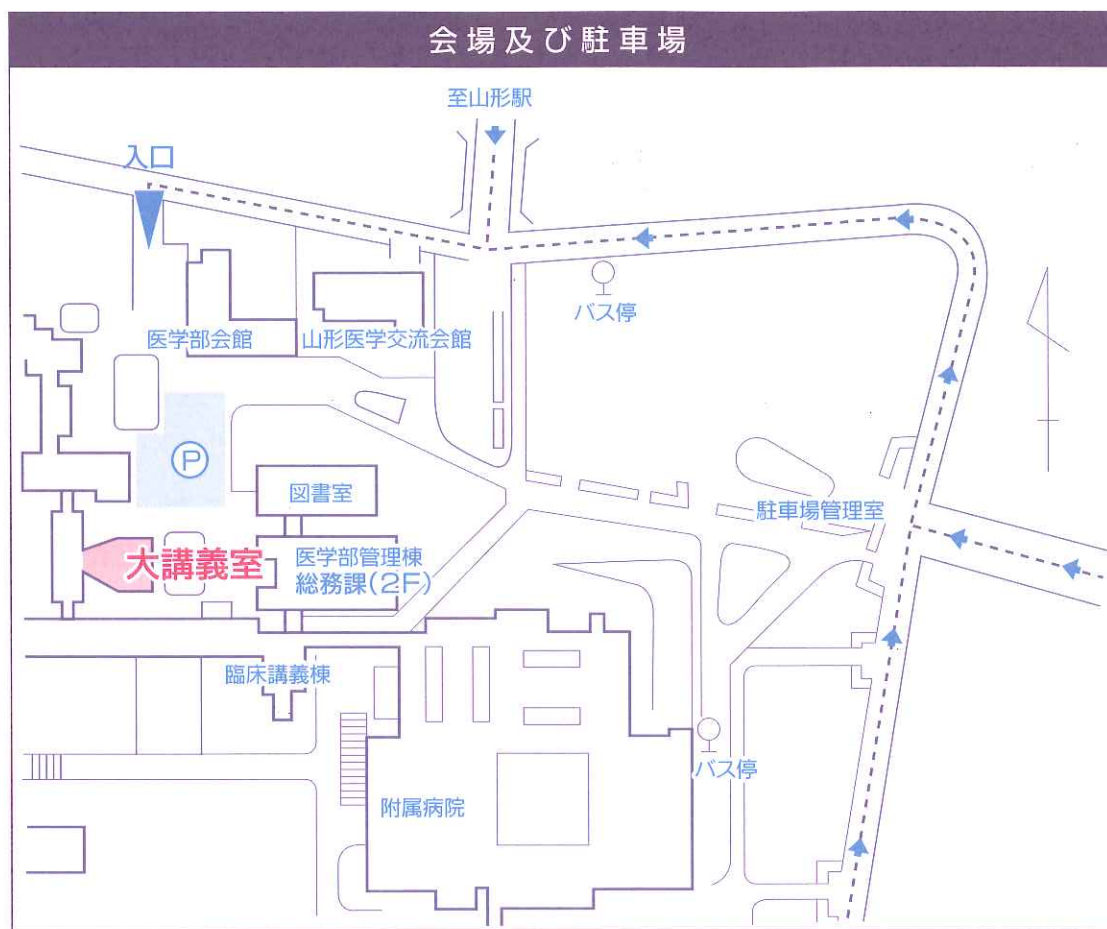 会場及び駐車場
至山形駅
入口
バス停
医学部会館
山形医学交流会館
P
図書室
駐車場管理室
大講義室
医学部管理棟
総務課(2F)
臨床講義棟
バス停
附属病院